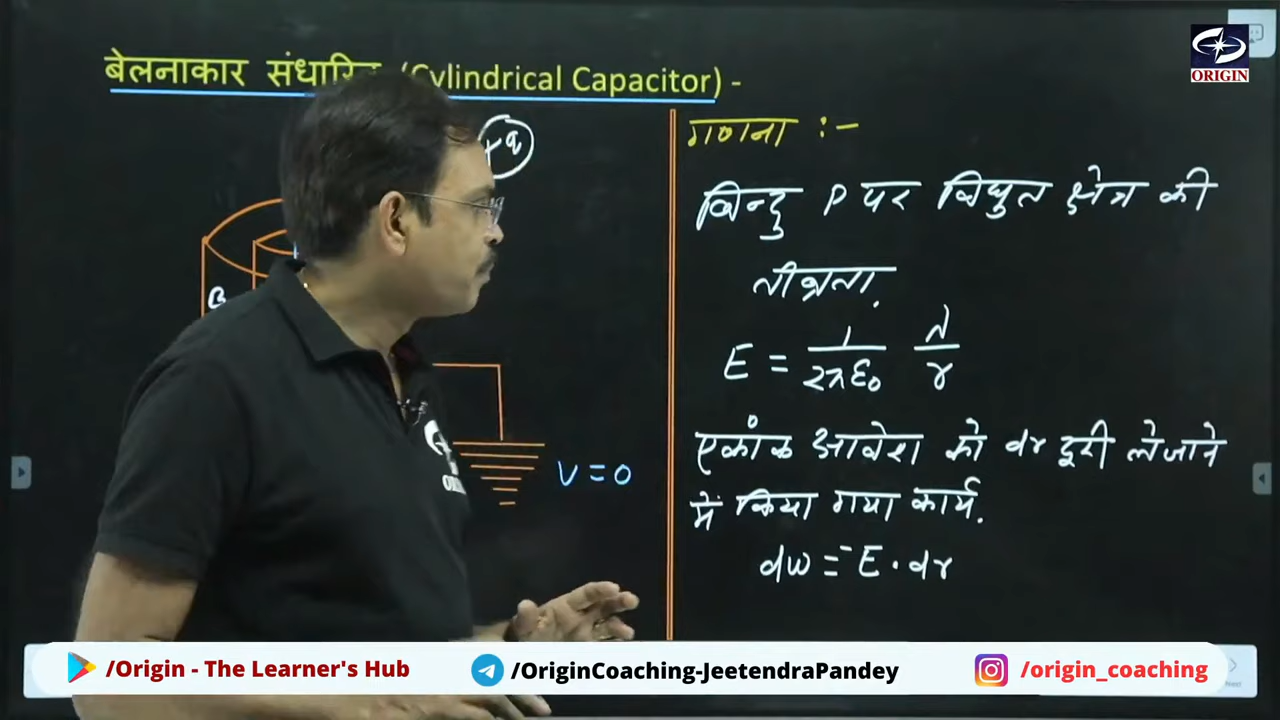 बेलनाकार संधारित्र (Cylindrical Capacitor) -
ORIGIN
+q
B
V = 0
गणना :-
बिन्दु P पर विद्युत क्षेत्र की
तीव्रता.
E = 1/2πε₀ λ/r
एकांक आवेश को dr दूरी ले जाने
में किया गया कार्य.
dw = - E . dr
/Origin - The Learner's Hub
/OriginCoaching-JeetendraPandey
/origin_coaching
Next